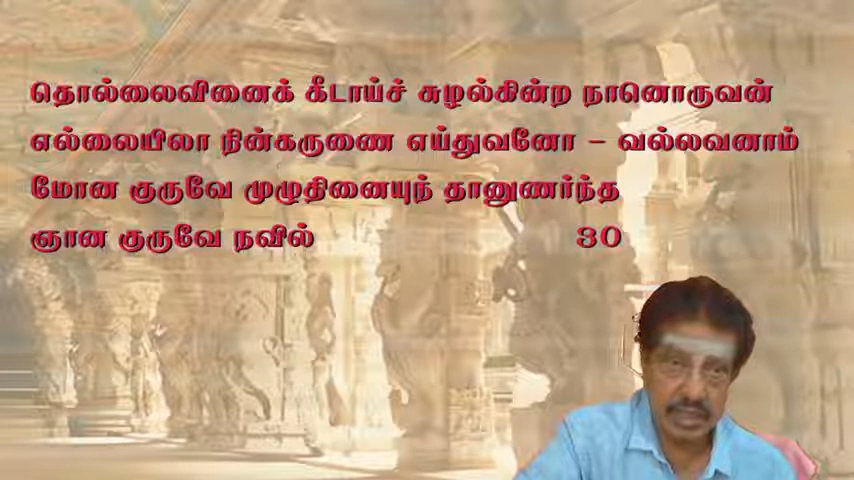 தொல்லைவினைக் கீடாய்ச் சுழல்கின்ற நானொருவன்
எல்லையிலா நின்கருணை எய்துவனோ – வல்லவனாம்
மோன குருவே முழுதினையுந் தானுணர்ந்த
ஞான குருவே நவில் 30